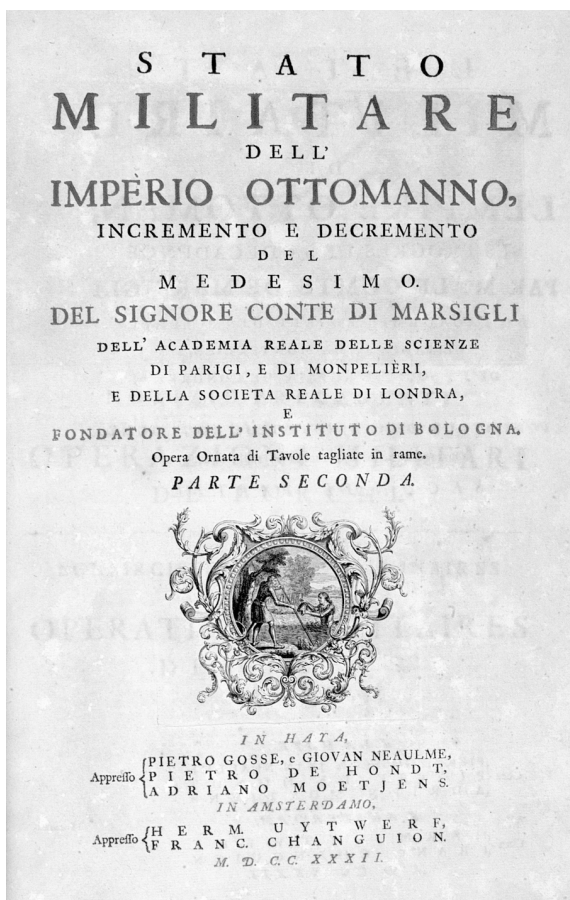 STATO
MILITARE
DELL'
IMPÈRIO OTTOMANNO,
INCREMENTO E DECREMENTO
DEL
MEDESIMO.
DEL SIGNORE CONTE DI MARSIGLI
DELL' ACADEMIA REALE DELLE SCIENZE
DI PARIGI, E DI MONPELIÈRI,
E DELLA SOCIETA REALE DI LONDRA,
E
FONDATORE DELL'INSTITUTO DI BOLOGNA.
Opera Ornata di Tavole tagliate in rame.
PARTE SECONDA.
IN HAYA,
Appresso { PIETRO GOSSE, e GIOVAN NEAULME,
PIETRO DE HONDT,
ADRIANO MOETJENS.
IN AMSTERDAMO,
Appresso { HERM. UYTWERF,
FRANC. CHANGUION.
M. D. C. C. XXXII.